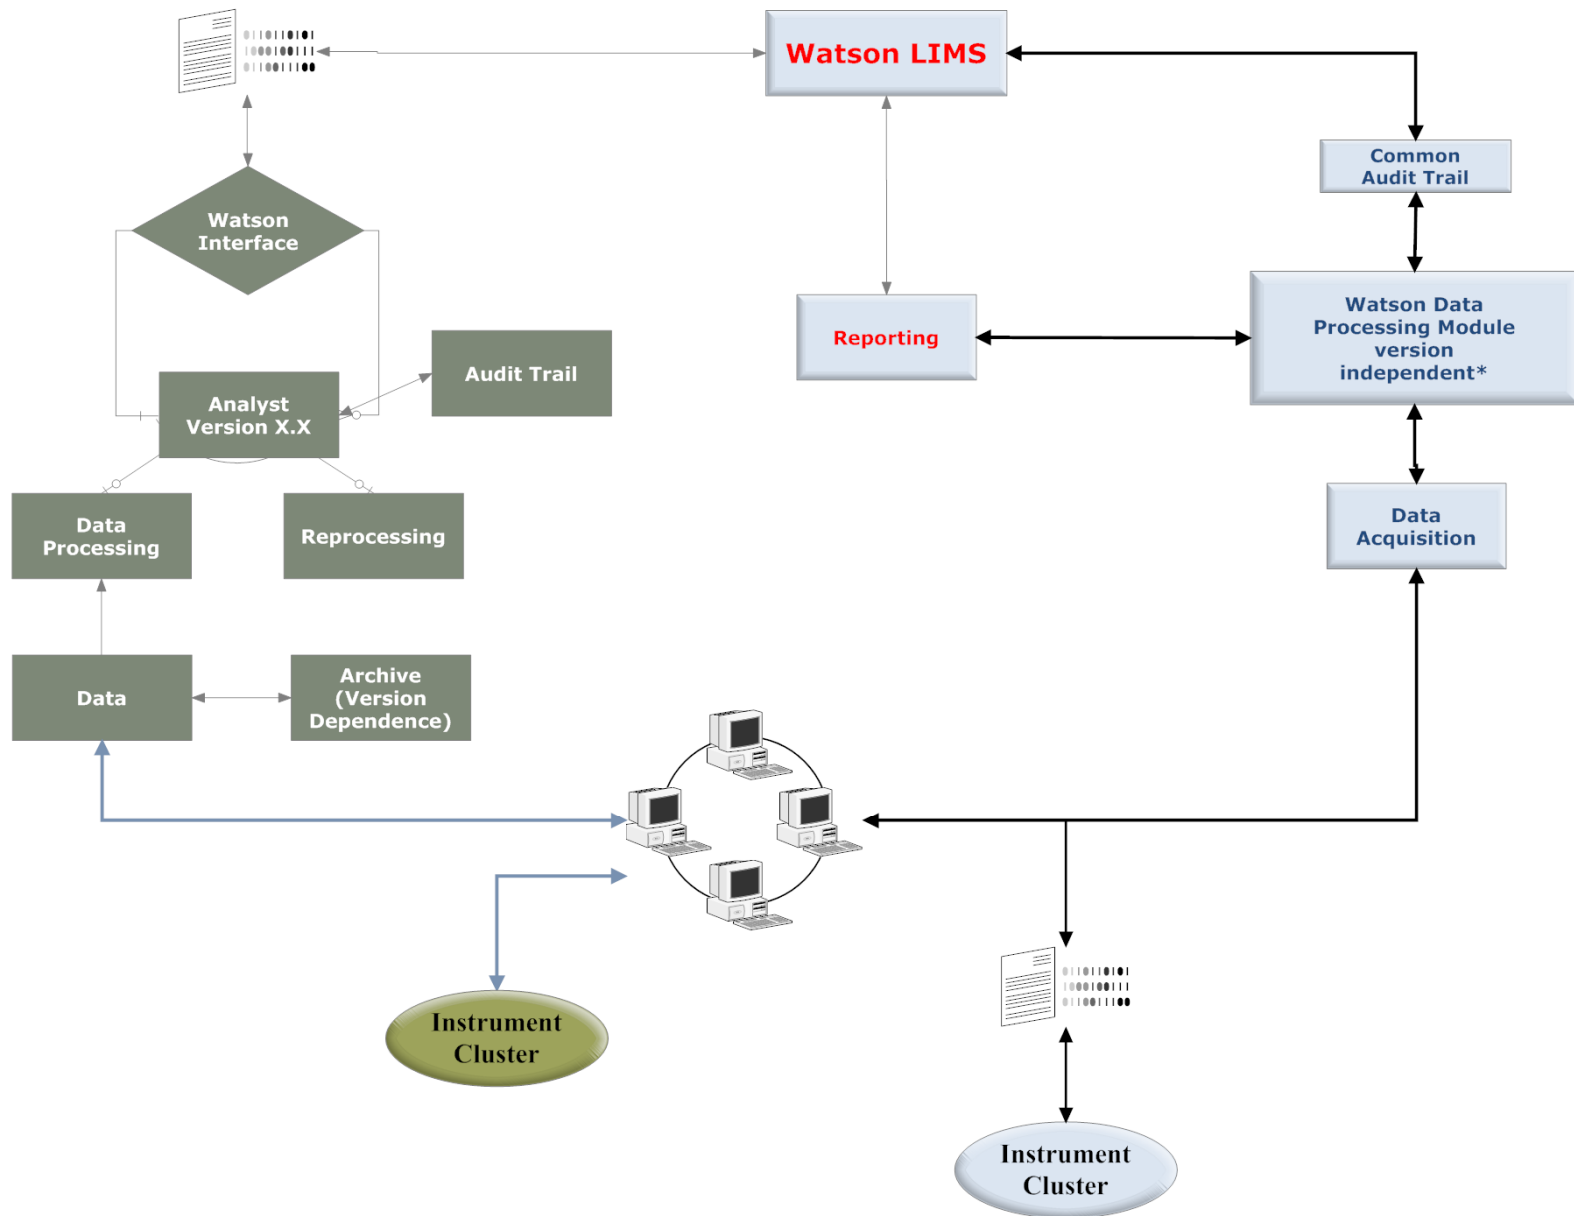 Watson LIMS
Common
Audit Trail
Watson
Interface
Watson Data
Processing Module
version
independent*
Reporting
Audit Trail
Analyst
Version X.X
Data
Processing
Reprocessing
Data
Acquisition
Data
Archive
(Version
Dependence)
Instrument
Cluster
Instrument
Cluster